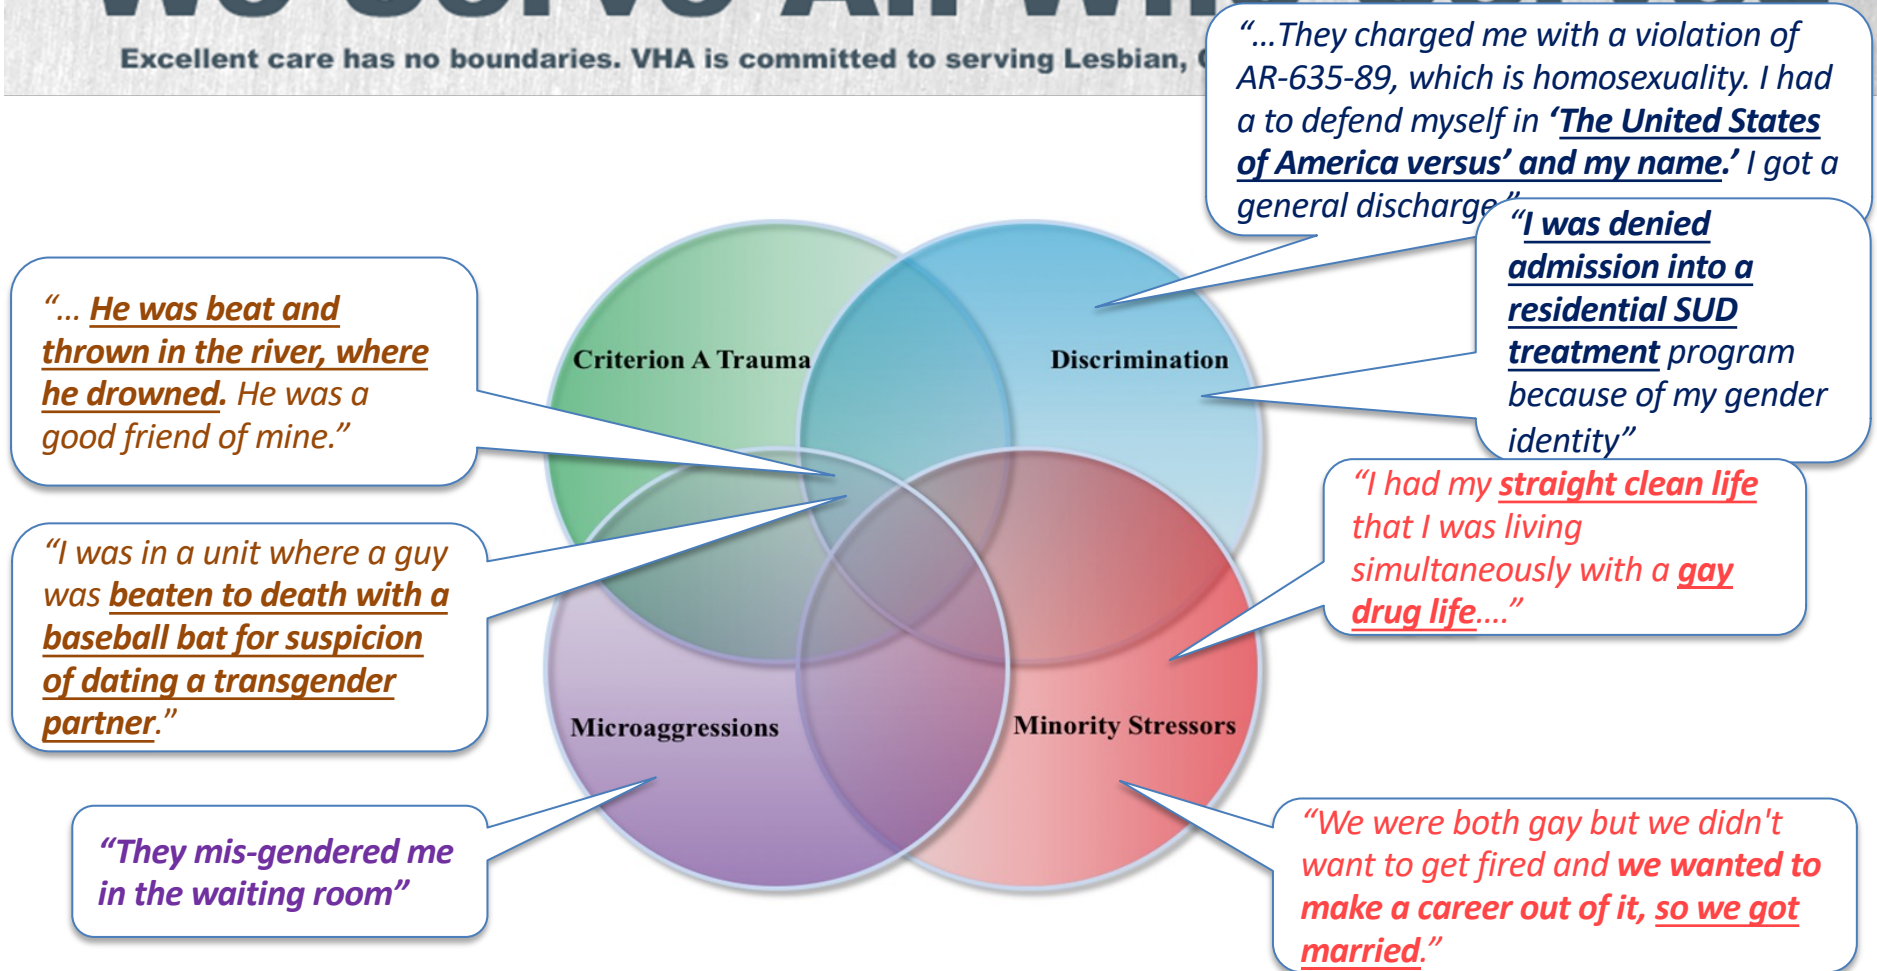 We Serve All Who
Excellent care has no boundaries. VHA is committed to serving Lesbian,
“...They charged me with a violation of
AR-635-89, which is homosexuality. I had
a to defend myself in ‘The United States
of America versus’ and my name.’ I got a
general discharge.”
“I was denied
admission into a
residential SUD
treatment program
because of my gender
identity”
“... He was beat and
thrown in the river, where
he drowned. He was a
good friend of mine.”
Criterion A Trauma
Discrimination
“I had my straight clean life
that I was living
simultaneously with a gay
drug life....”
“I was in a unit where a guy
was beaten to death with a
baseball bat for suspicion
of dating a transgender
partner.”
Microaggressions
Minority Stressors
“They mis-gendered me
in the waiting room”
“We were both gay but we didn't
want to get fired and we wanted to
make a career out of it, so we got
married.”